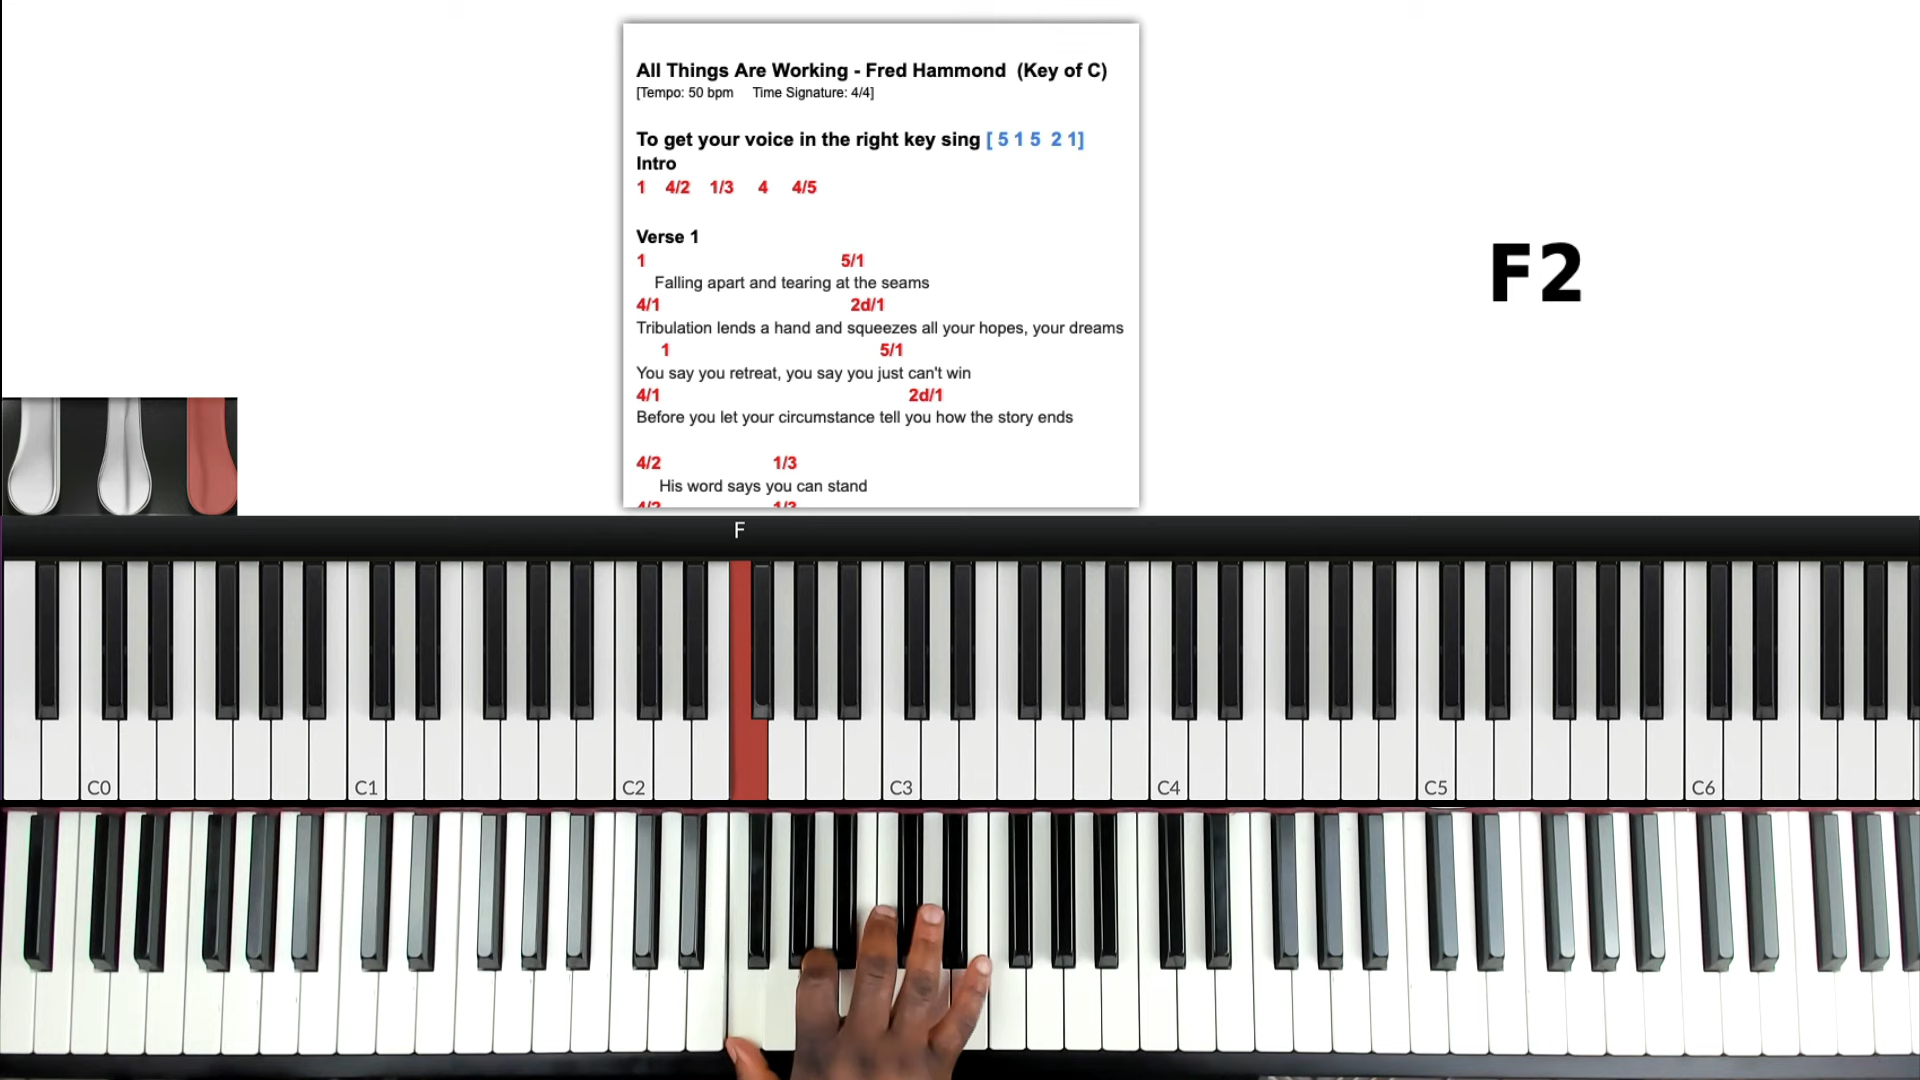 All Things Are Working - Fred Hammond (Key of C)
[Tempo: 50 bpm Time Signature: 4/4]
To get your voice in the right key sing [ 5 1 5 2 1]
Intro
1 4/2 1/3 4 4/5
Verse 1
1 5/1
Falling apart and tearing at the seams
4/1 2d/1
Tribulation lends a hand and squeezes all your hopes, your dreams
1 5/1
You say you retreat, you say you just can't win
4/1 2d/1
Before you let your circumstance tell you how the story ends
4/2 1/3
His word says you can stand
4/2 1/3
F2
F
C0 C1 C2 C3 C4 C5 C6